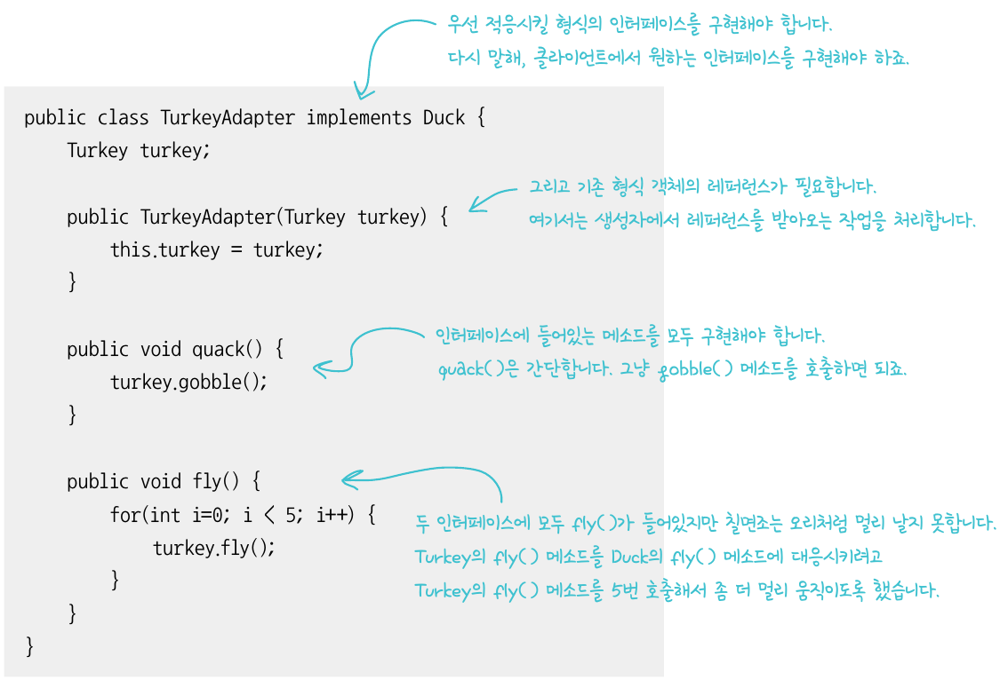 우선 적응시킬 형식의 인터페이스를 구현해야 합니다.
다시 말해, 클라이언트에서 원하는 인터페이스를 구현해야 하죠.
public class TurkeyAdapter implements Duck {
Turkey turkey;
그리고 기존 형식 객체의 레퍼런스가 필요합니다.
여기서는 생성자에서 레퍼런스를 받아오는 작업을 처리합니다.
public TurkeyAdapter(Turkey turkey) {
this.turkey = turkey;
}
인터페이스에 들어있는 메소드를 모두 구현해야 합니다.
quack()은 간단합니다. 그냥 gobble() 메소드를 호출하면 되죠.
public void quack() {
turkey.gobble();
}
public void fly() {
for(int i=0; i < 5; i++) {
turkey.fly();
}
}
}
두 인터페이스에 모두 fly()가 들어있지만 칠면조는 오리처럼 멀리 날지 못합니다.
Turkey의 fly() 메소드를 Duck의 fly() 메소드에 대응시키려고
Turkey의 fly() 메소드를 5번 호출해서 좀 더 멀리 움직이도록 했습니다.